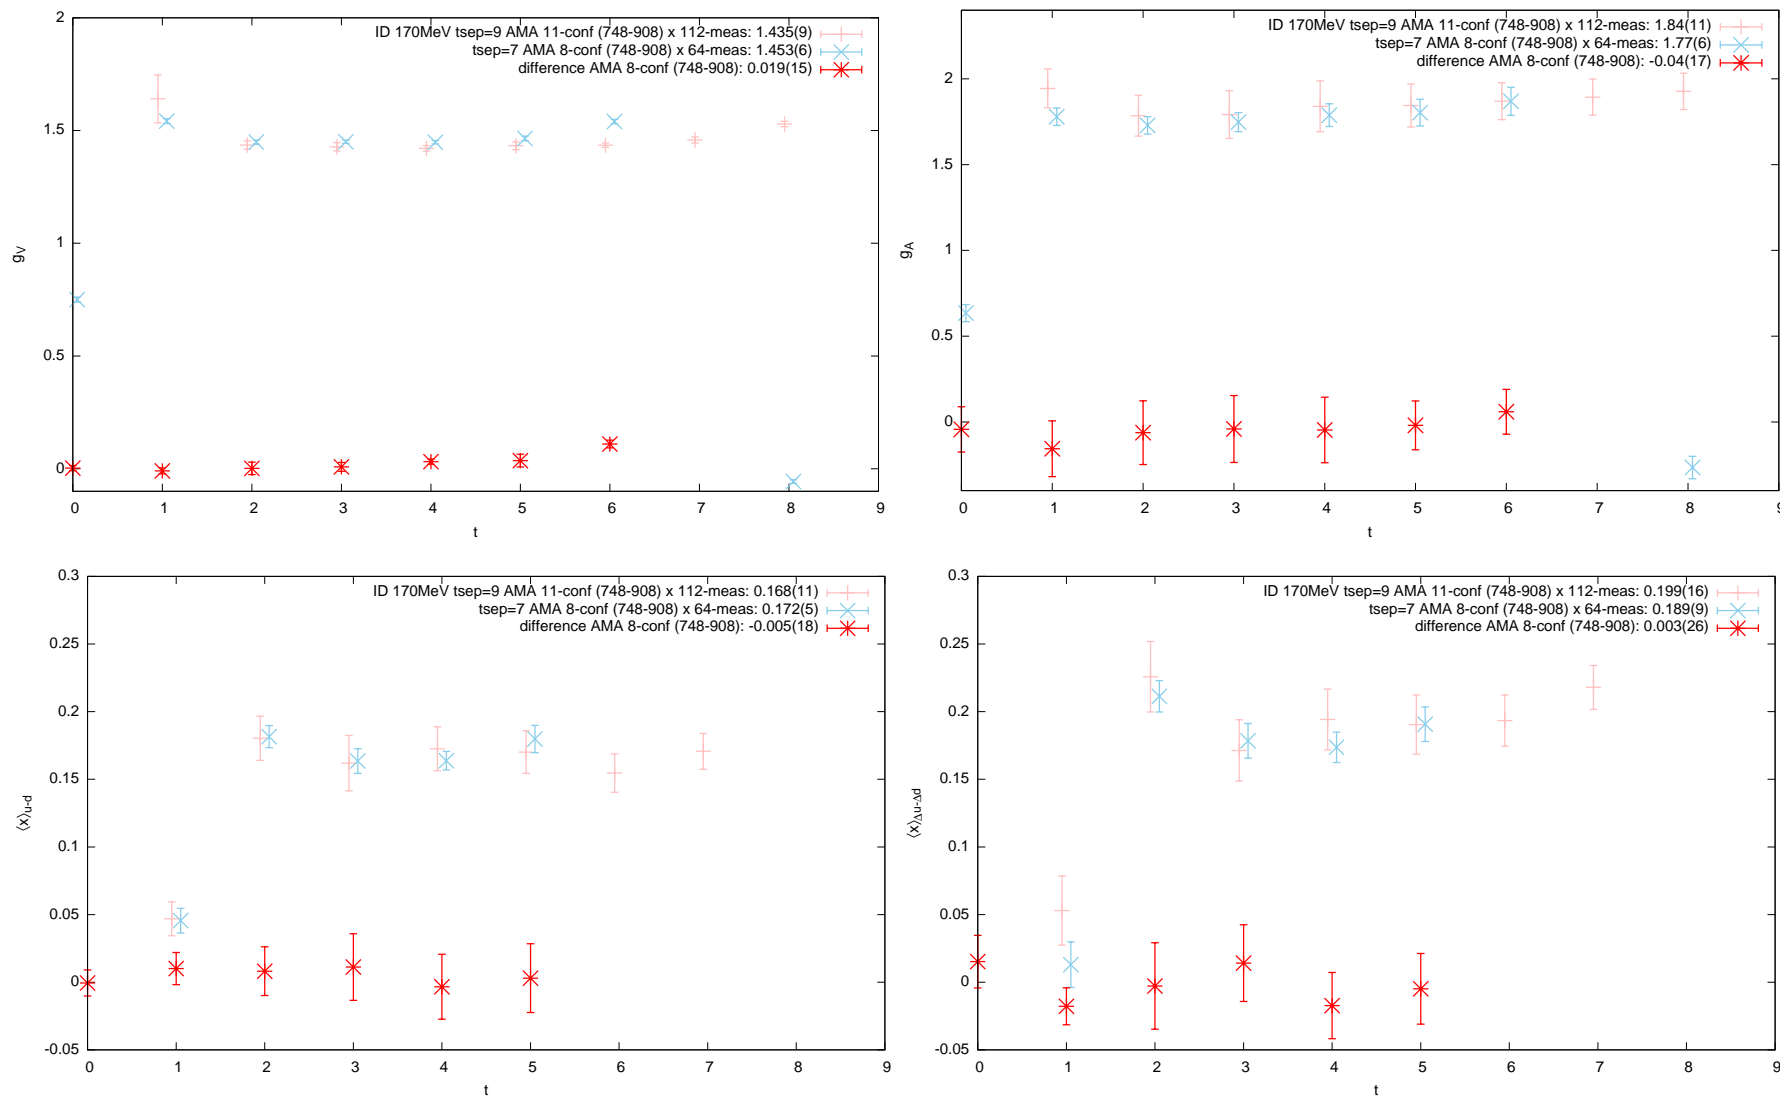 ID 170MeV tsep=9 AMA 11-conf (748-908) x 112-meas: 1.435(9)
tsep=7 AMA 8-conf (748-908) x 64-meas: 1.453(6)
difference AMA 8-conf (748-908): 0.019(15)
2
1.5
1
0.5
0
gV
0 1 2 3 4 5 6 7 8 9
t
ID 170MeV tsep=9 AMA 11-conf (748-908) x 112-meas: 1.84(11)
tsep=7 AMA 8-conf (748-908) x 64-meas: 1.77(6)
difference AMA 8-conf (748-908): -0.04(17)
2
1.5
1
0.5
0
gA
0 1 2 3 4 5 6 7 8 9
t
ID 170MeV tsep=9 AMA 11-conf (748-908) x 112-meas: 0.168(11)
tsep=7 AMA 8-conf (748-908) x 64-meas: 0.172(5)
difference AMA 8-conf (748-908): -0.005(18)
0.3
0.25
0.2
0.15
0.1
0.05
0
-0.05
⟨x⟩u-d
0 1 2 3 4 5 6 7 8 9
t
ID 170MeV tsep=9 AMA 11-conf (748-908) x 112-meas: 0.199(16)
tsep=7 AMA 8-conf (748-908) x 64-meas: 0.189(9)
difference AMA 8-conf (748-908): 0.003(26)
0.3
0.25
0.2
0.15
0.1
0.05
0
-0.05
⟨x⟩Δu-Δd
0 1 2 3 4 5 6 7 8 9
t